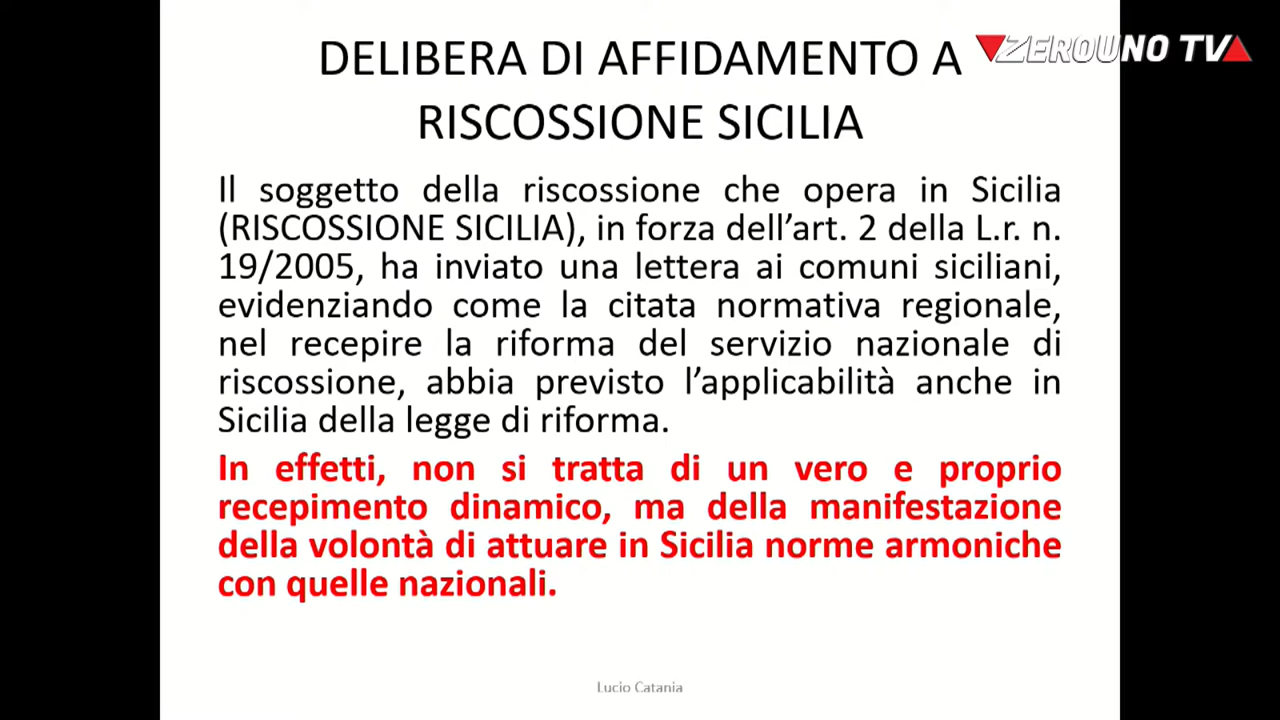 DELIBERA DI AFFIDAMENTO A
RISCOSSIONE SICILIA
ZEROUNO TV
Il soggetto della riscossione che opera in Sicilia
(RISCOSSIONE SICILIA), in forza dell’art. 2 della L.r. n.
19/2005, ha inviato una lettera ai comuni siciliani,
evidenziando come la citata normativa regionale,
nel recepire la riforma del servizio nazionale di
riscossione, abbia previsto l’applicabilità anche in
Sicilia della legge di riforma.
In effetti, non si tratta di un vero e proprio
recepimento dinamico, ma della manifestazione
della volontà di attuare in Sicilia norme armoniche
con quelle nazionali.
Lucio Catania